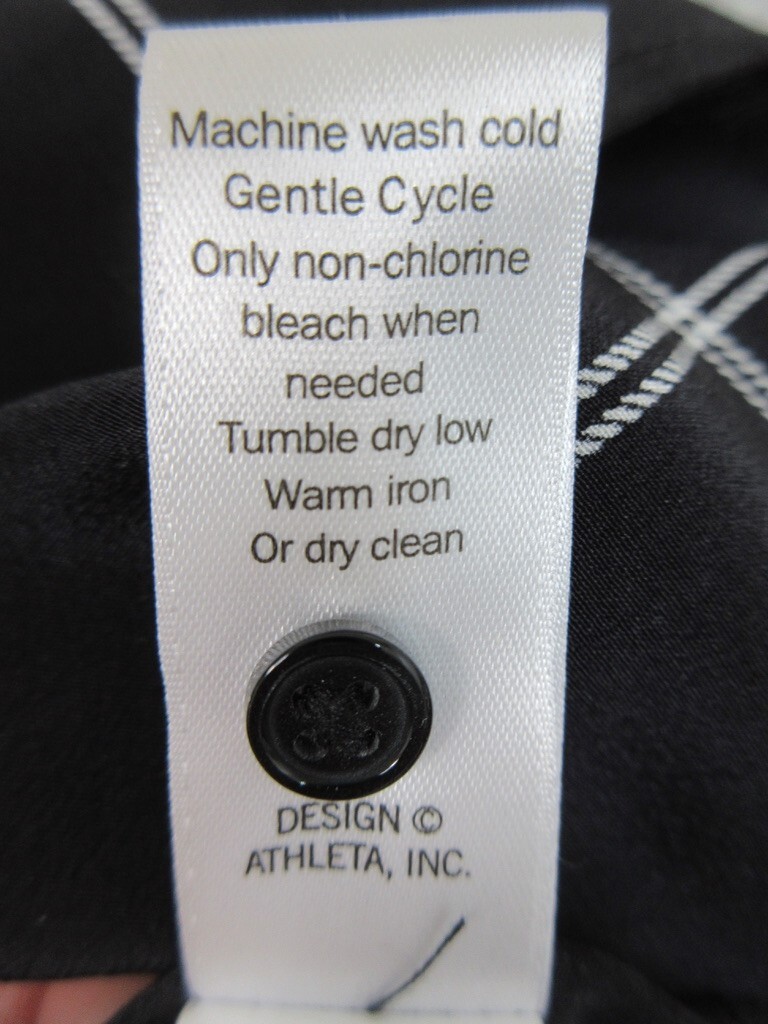 Machine wash cold
Gentle Cycle
Only non-chlorine
bleach when
needed
Tumble dry low
Warm iron
Or dry clean
DESIGN ©
ATHLETA, INC.